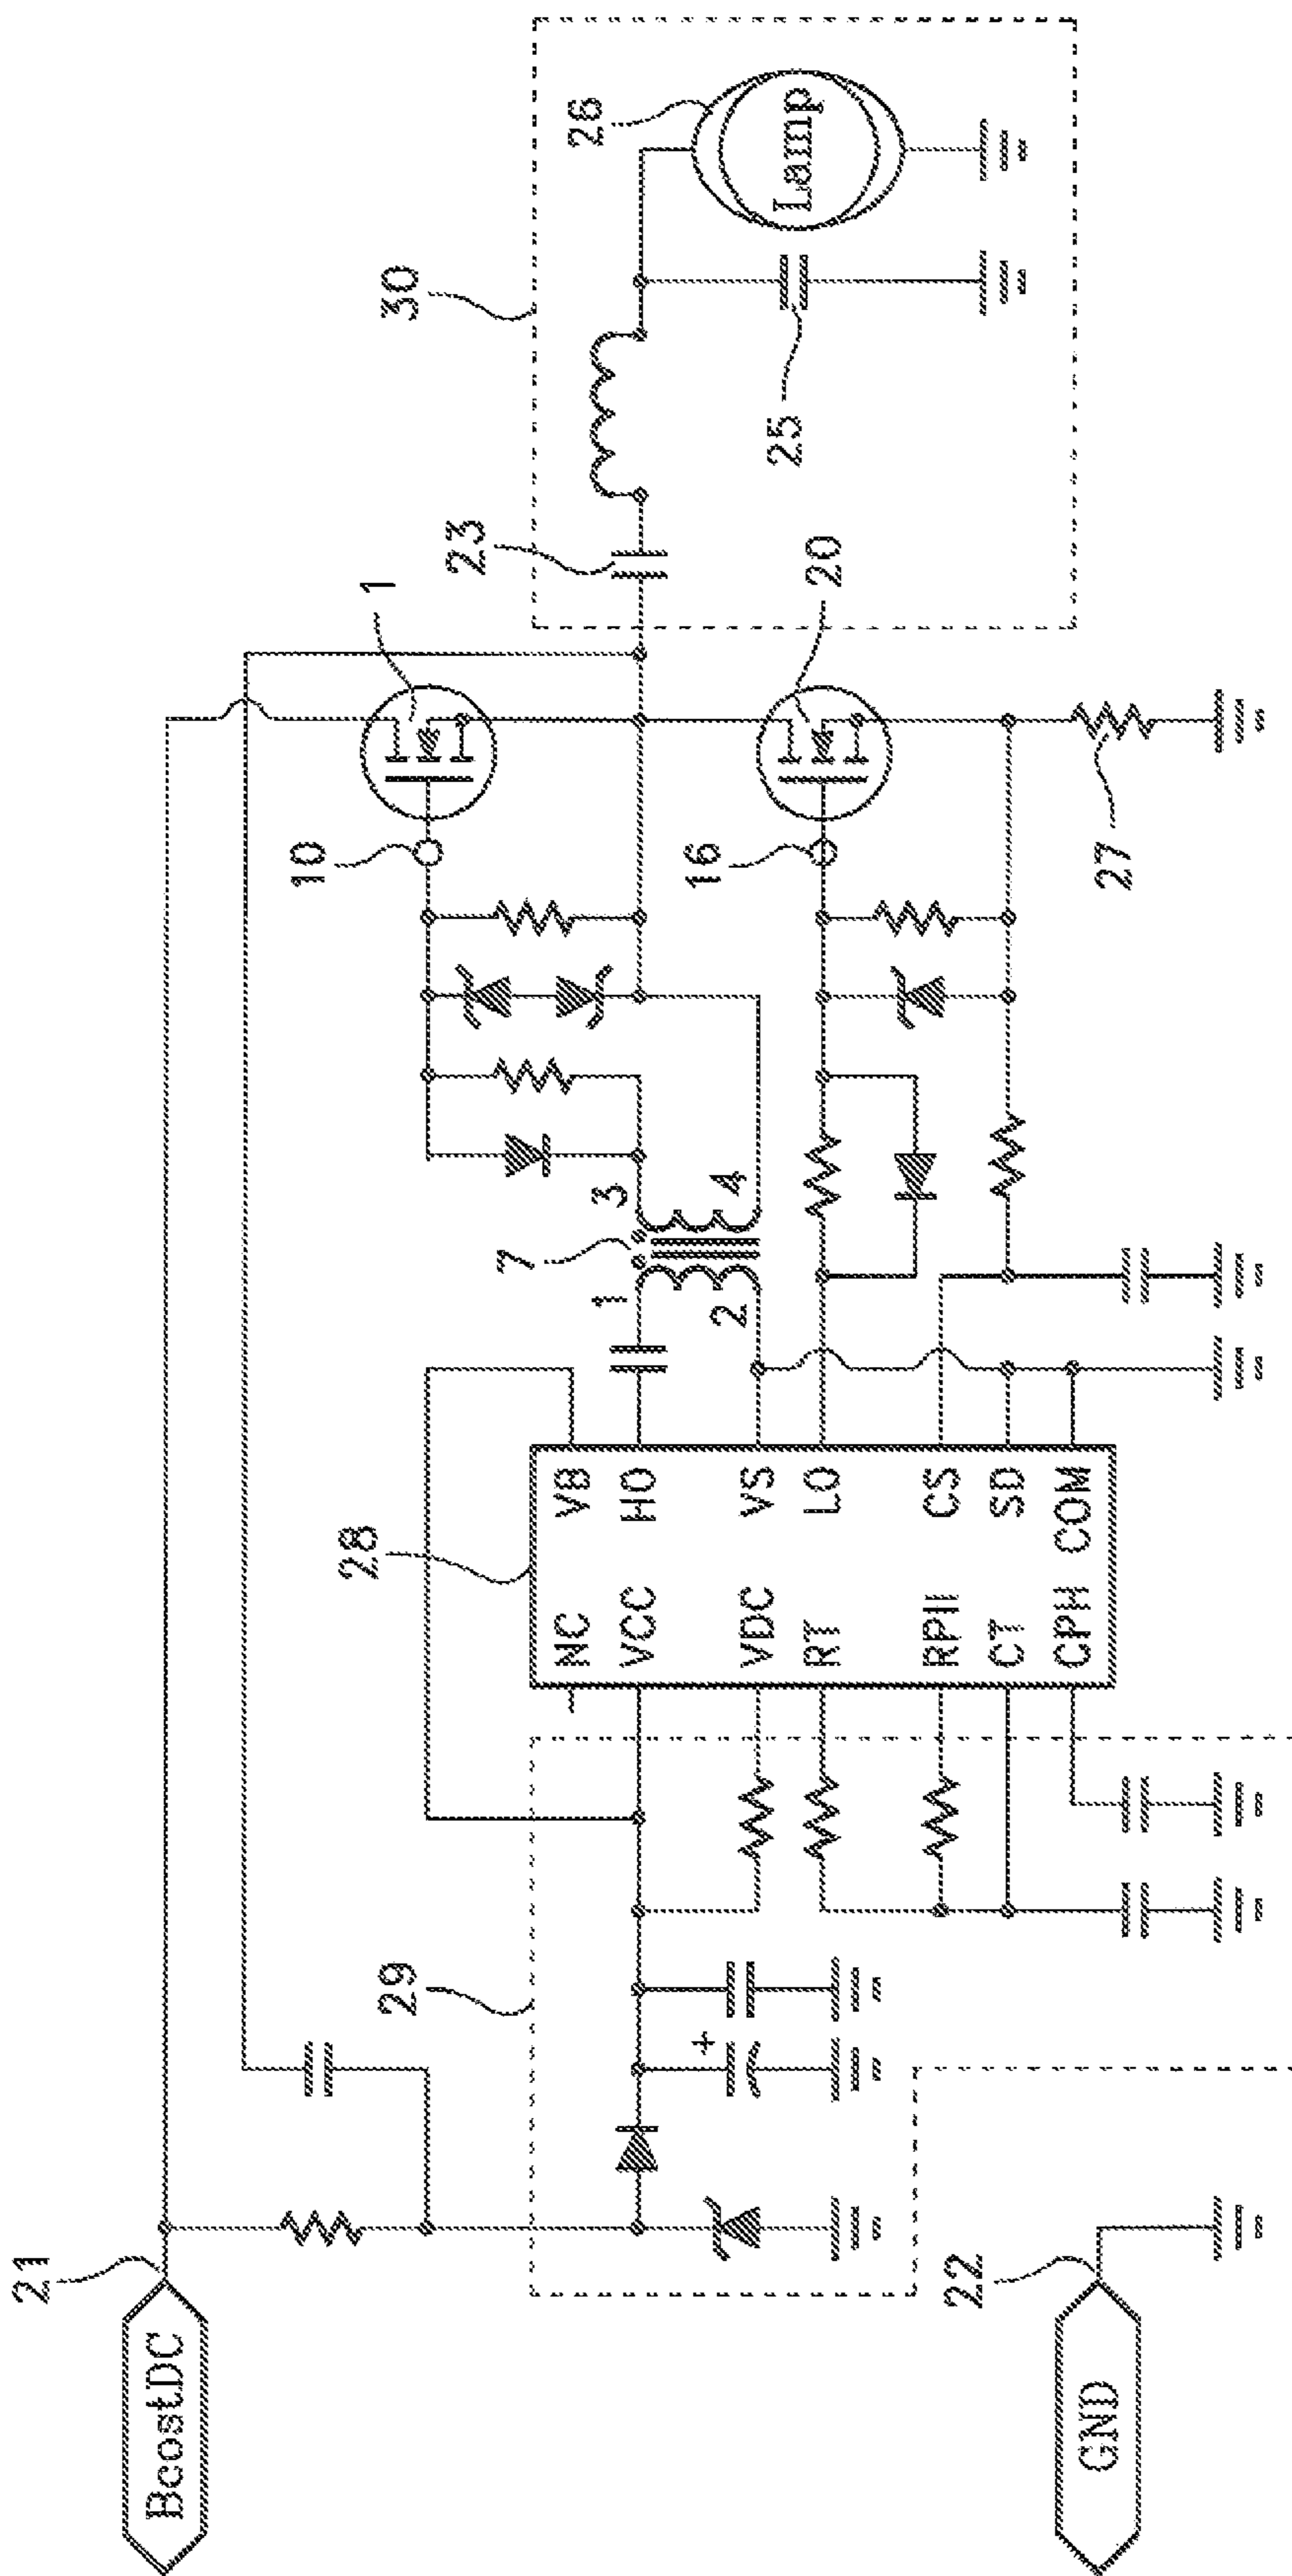 BcostDC
21
GND
22
29
28
NC
VCC
VDC
RT
RPH
CT
CPH
VB
HO
VS
LO
CS
SD
COM
+
1
2
7
3
4
10
16
1
20
27
23
30
25
26
Lamp